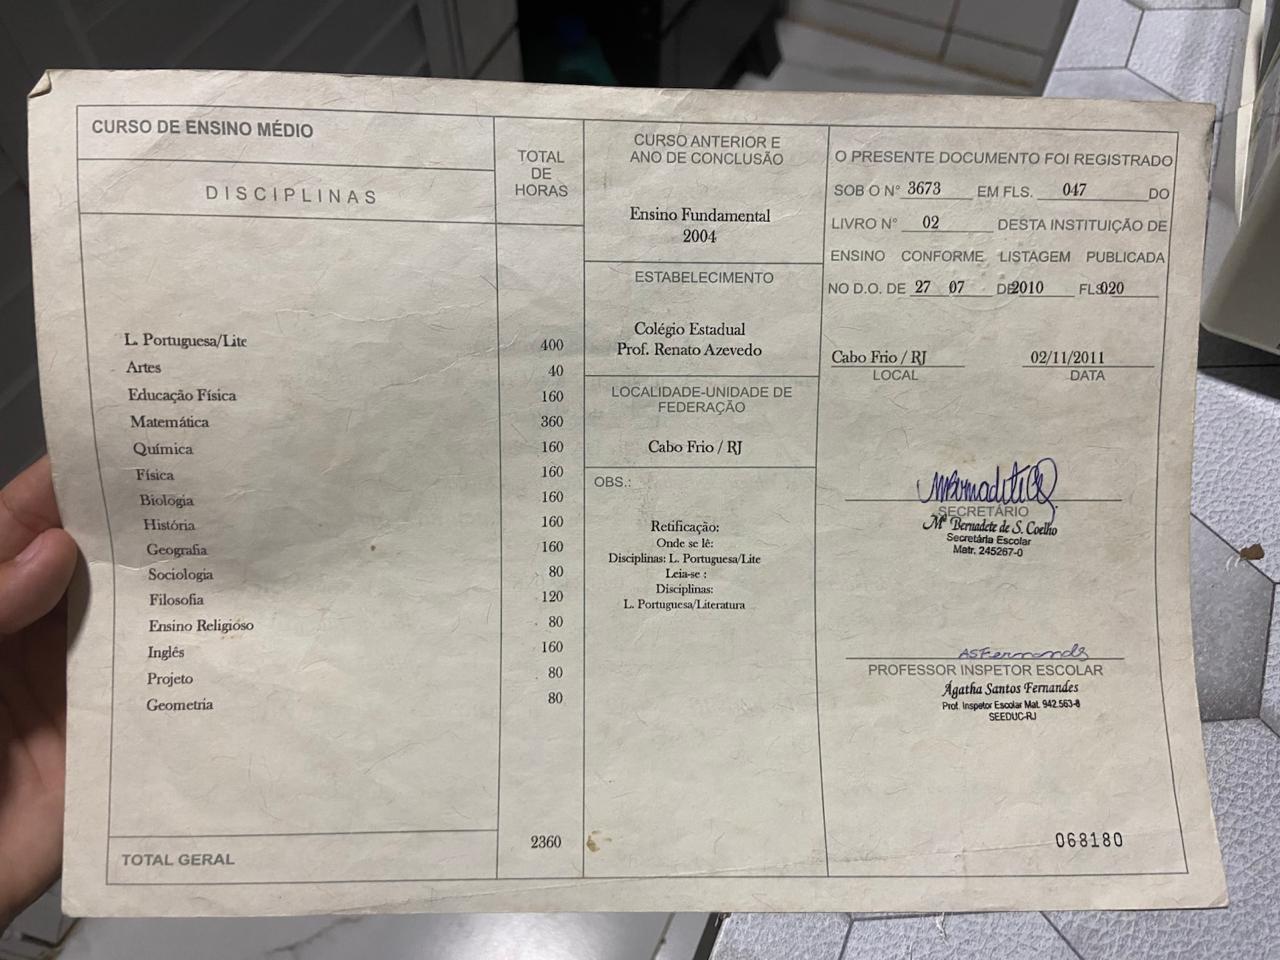 CURSO DE ENSINO MÉDIO
DISCIPLINAS
TOTAL
DE
HORAS
L. Portuguesa/Lite 400
Artes 40
Educação Física 160
Matemática 360
Química 160
Física 160
Biologia 160
História 160
Geografia 160
Sociologia 80
Filosofia 120
Ensino Religioso 80
Inglês 160
Projeto 80
Geometria 80
TOTAL GERAL 2360
CURSO ANTERIOR E
ANO DE CONCLUSÃO
Ensino Fundamental
2004
ESTABELECIMENTO
Colégio Estadual
Prof. Renato Azevedo
LOCALIDADE-UNIDADE DE
FEDERAÇÃO
Cabo Frio / RJ
OBS.:
Retificação:
Onde se lê:
Disciplinas: L. Portuguesa/Lite
Leia-se :
Disciplinas:
L. Portuguesa/Literatura
O PRESENTE DOCUMENTO FOI REGISTRADO
SOB O N° 3673 EM FLS. 047 DO
LIVRO N° 02 DESTA INSTITUIÇÃO DE
ENSINO CONFORME LISTAGEM PUBLICADA
NO D.O. DE 27 07 DE 2010 FLS 020
Cabo Frio / RJ 02/11/2011
LOCAL DATA
SECRETÁRIO
Mª Bernadete de S. Coelho
Secretária Escolar
Matr. 245267-0
ASFernands
PROFESSOR INSPETOR ESCOLAR
Ágatha Santos Fernandes
Prof. Inspetor Escolar Mat. 942.563-8
SEEDUC-RJ
068180